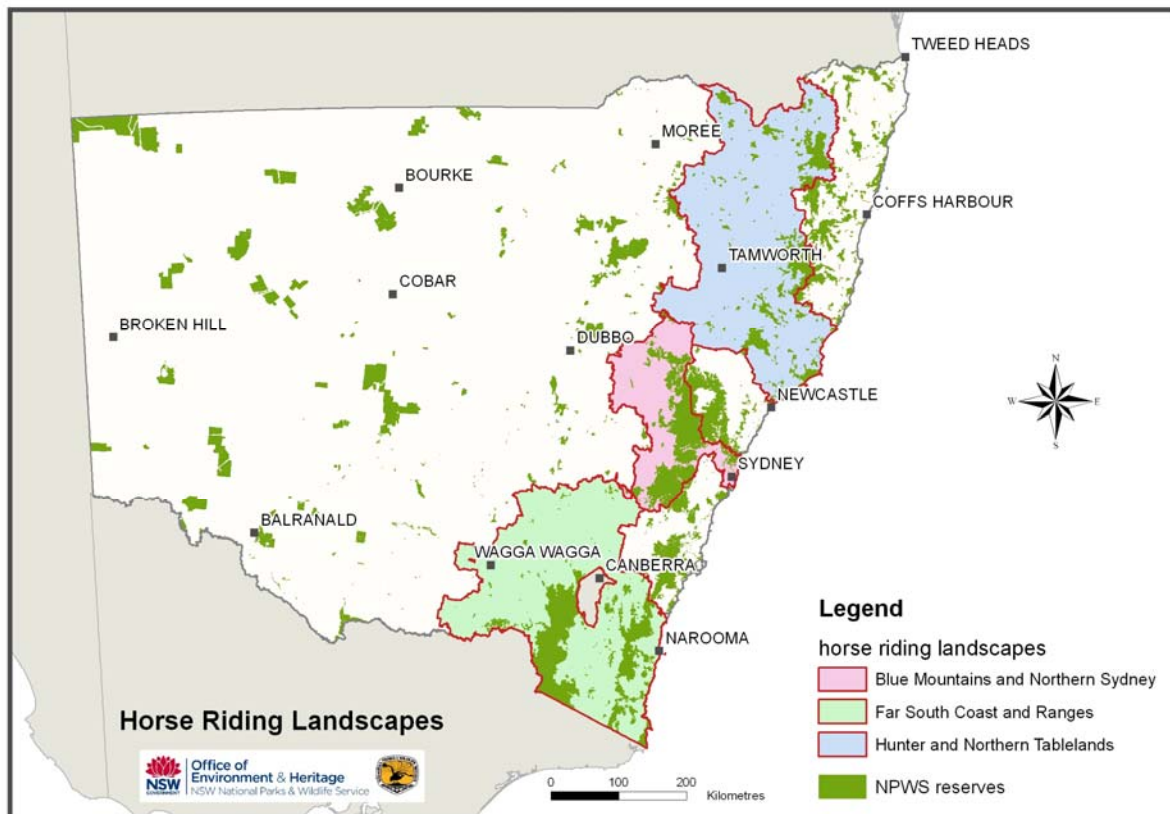 TWEED HEADS
MOREE
BOURKE
COFFS HARBOUR
TAMWORTH
COBAR
BROKEN HILL
DUBBO
NEWCASTLE
N
W E
S
SYDNEY
BALRANALD
WAGGA WAGGA
CANBERRA
NAROOMA
Legend
horse riding landscapes
Blue Mountains and Northern Sydney
Far South Coast and Ranges
Hunter and Northern Tablelands
NPWS reserves
Horse Riding Landscapes
NSW
GOVERNMENT
Office of
Environment & Heritage
NSW National Parks & Wildlife Service
0 100 200
Kilometres